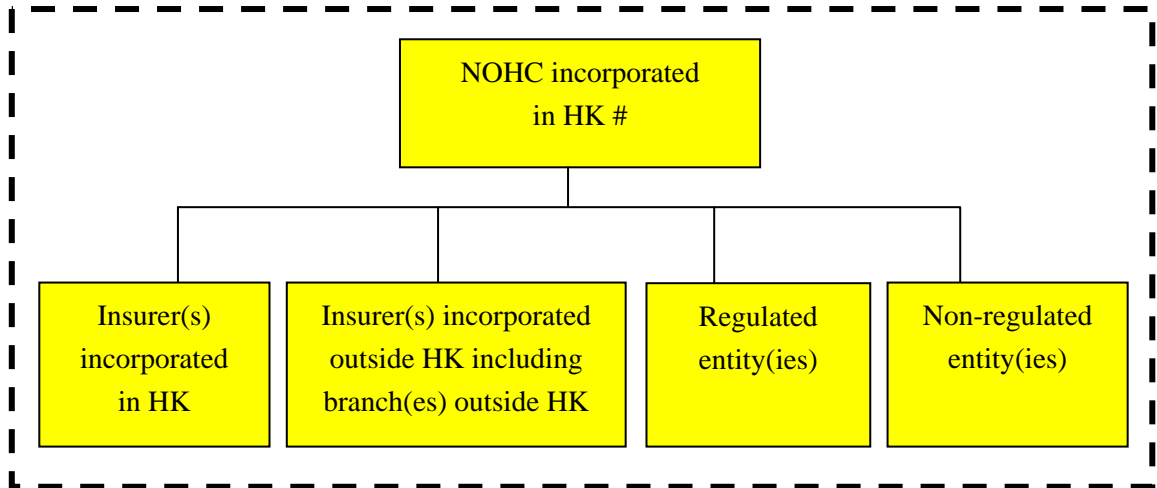 NOHC incorporated
in HK #
Insurer(s)
incorporated
in HK
Insurer(s) incorporated
outside HK including
branch(es) outside HK
Regulated
entity(ies)
Non-regulated
entity(ies)